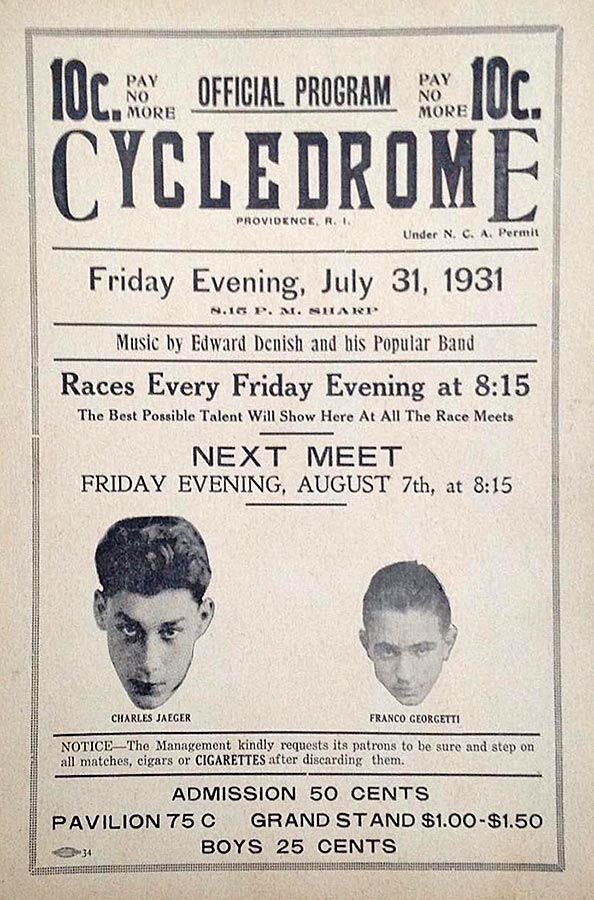 10c. PAY NO MORE OFFICIAL PROGRAM PAY NO MORE 10c.
CYCLEDROME
PROVIDENCE, R. I.
Under N. C. A. Permit
Friday Evening, July 31, 1931
8.15 P. M. SHARP
Music by Edward Denish and his Popular Band
Races Every Friday Evening at 8:15
The Best Possible Talent Will Show Here At All The Race Meets
NEXT MEET
FRIDAY EVENING, AUGUST 7th, at 8:15
CHARLES JAEGER FRANCO GEORGETTI
NOTICE—The Management kindly requests its patrons to be sure and step on
all matches, cigars or CIGARETTES after discarding them.
ADMISSION 50 CENTS
PAVILION 75 C GRAND STAND $1.00-$1.50
BOYS 25 CENTS
34